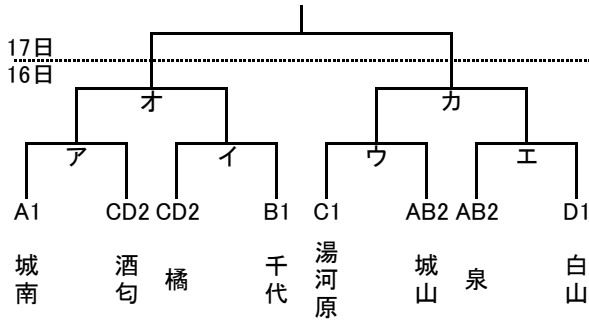 17日
16日
オ カ
ア イ ウ エ
A1 CD2 CD2 B1 C1 AB2 AB2 D1
城南 酒匂 橘 千代 湯河原 城山 泉 白山